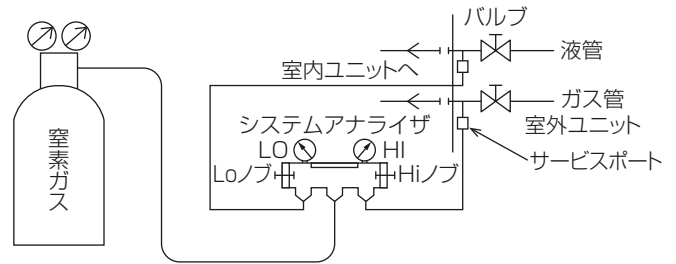 バルブ
液管
室内ユニットへ
ガス管
システムアナライザ
室外ユニット
LO
HI
サービスポート
Loノブ
Hiノブ
窒素ガス